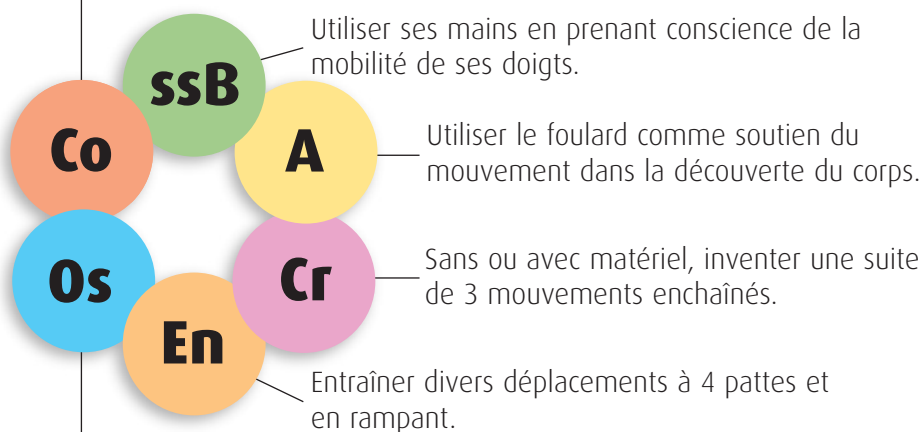 ssB
Utiliser ses mains en prenant conscience de la
mobilité de ses doigts.
Co
A
Utiliser le foulard comme soutien du
mouvement dans la découverte du corps.
Os
Cr
Sans ou avec matériel, inventer une suite
de 3 mouvements enchaînés.
En
Entraîner divers déplacements à 4 pattes et
en rampant.